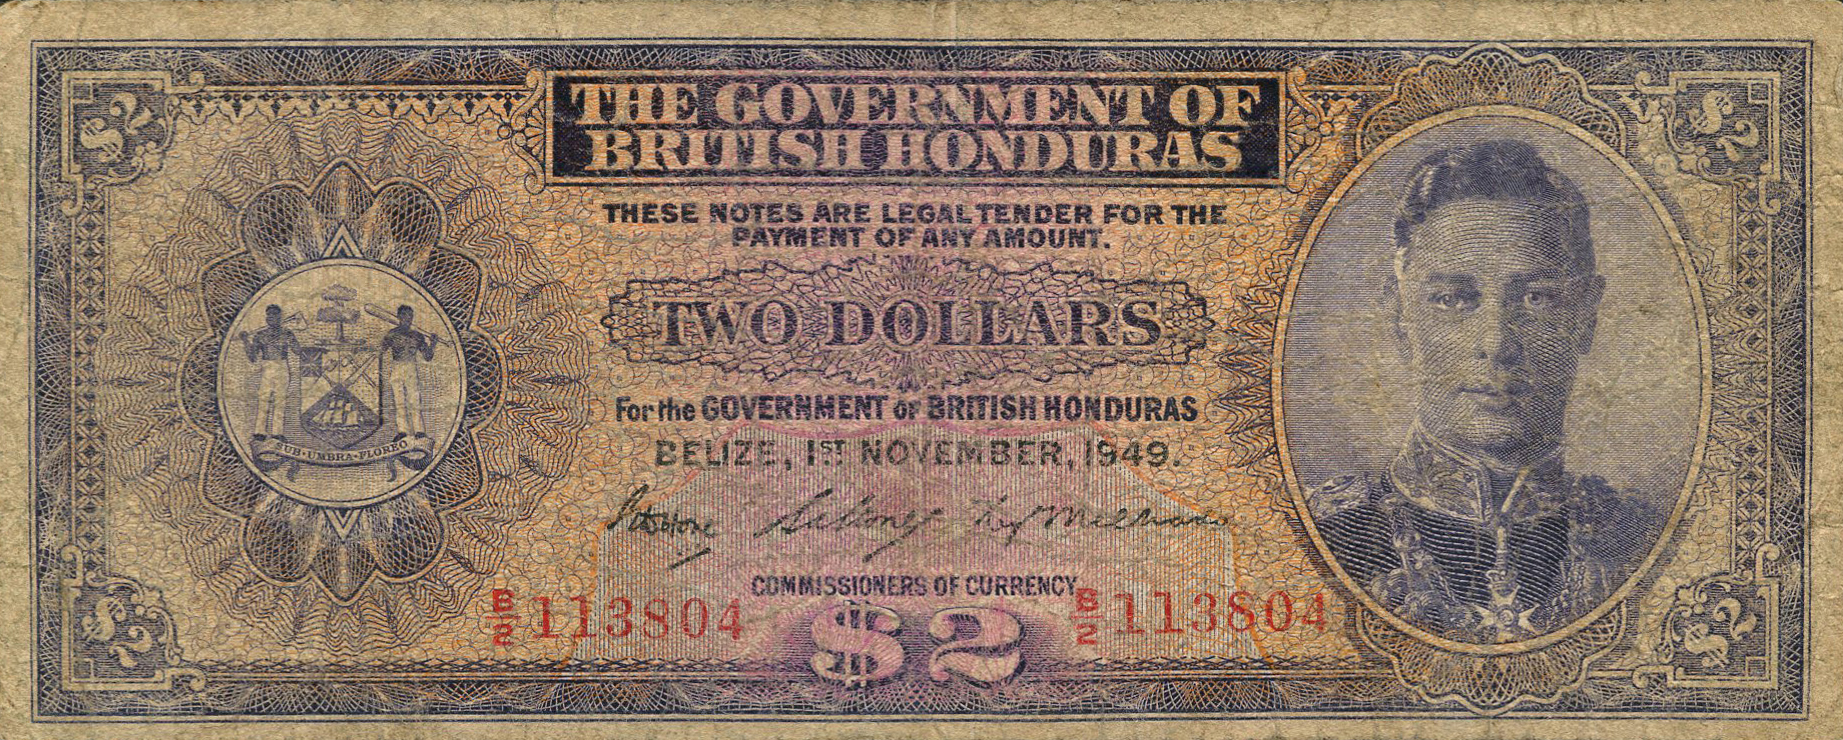 $2
$2
THE GOVERNMENT OF
BRITISH HONDURAS
THESE NOTES ARE LEGAL TENDER FOR THE
PAYMENT OF ANY AMOUNT.
TWO DOLLARS
For the GOVERNMENT of BRITISH HONDURAS
BELIZE, 1ST NOVEMBER, 1949.
SUB·UMBRA·FLORE
COMMISSIONERS OF CURRENCY
B/2 113804
B/2 113804
$2
$2
$2